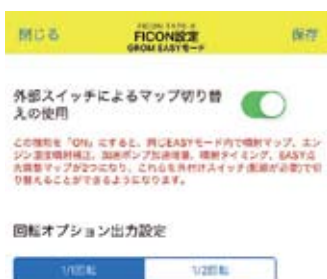 閉じる
FICON設定
保存
GROM EASYモード
外部スイッチによるマップ切り替
えの使用
この機能を「ON」にすると、同じEASYモード内で噴射マップ、エン
ジン温度噴射補正、加速ポンプ加速増量、噴射タイミング、EASY点
火調整マップが2つになり、これらを外付けスイッチ(配線が必要)で切
り替えることができるようになります。
回転オプション出力設定
1/1回転
1/2回転